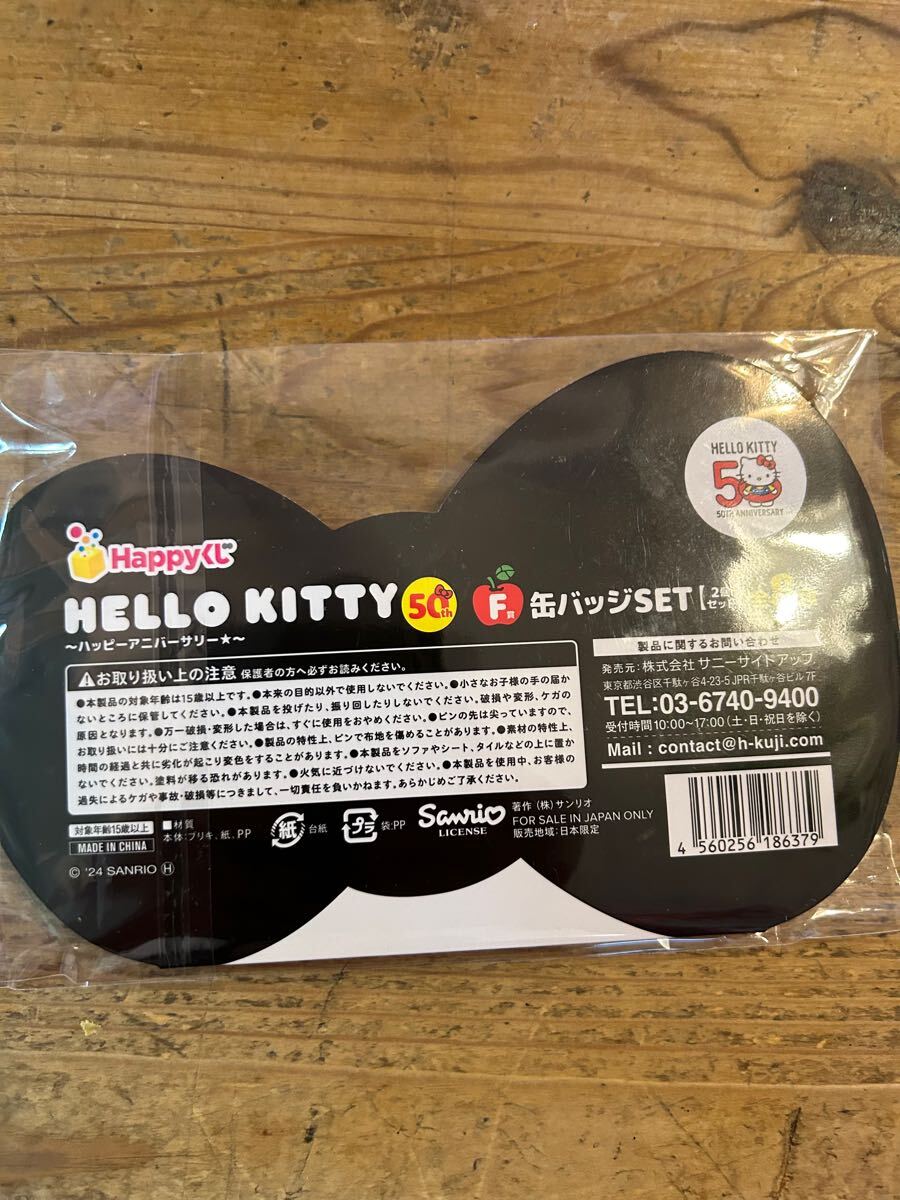 HELLO KITTY
50
50TH ANNIVERSARY
Happyくじ
HELLO KITTY 50th F賞 缶バッジSET【2
セット
～ハッピーアニバーサリー★～
お取り扱い上の注意 保護者の方へ必ずお読みください。
●本製品の対象年齢は15歳以上です。●本来の目的以外で使用しないでください。●小さなお子様の手の届か
ないところに保管してください。●本製品を投げたり、振り回したりしないでください。破損や変形、ケガの
原因となります。●万一破損・変形した場合は、すぐに使用をおやめください。●ピンの先は尖っていますので、
お取り扱いには十分にご注意ください。●製品の特性上、ピンで布地を傷めることがあります。●素材の特性上、
時間の経過と共に劣化が起こり変色をすることがあります。●本製品をソファやシート、タイルなどの上に置か
ないでください。塗料が移る恐れがあります。●火気に近づけないでください。●本製品を使用中、お客様の
過失によるケガや事故・破損等につきまして、一切責任を負いかねます。あらかじめご了承ください。
製品に関するお問い合わせ
発売元:株式会社 サニーサイドアップ
東京都渋谷区千駄ヶ谷4-23-5 JPR千駄ヶ谷ビル7F
TEL:03-6740-9400
受付時間10:00~17:00(土・日・祝日を除く)
Mail : contact@h-kuji.com
対象年齢15歳以上
MADE IN CHINA
■材質
本体:ブリキ、紙、PP
紙 台紙
プラ 袋:PP
Sanrio
LICENSE
著作 (株)サンリオ
FOR SALE IN JAPAN ONLY
販売地域:日本限定
4 560256 186379
© '24 SANRIO Ⓗ